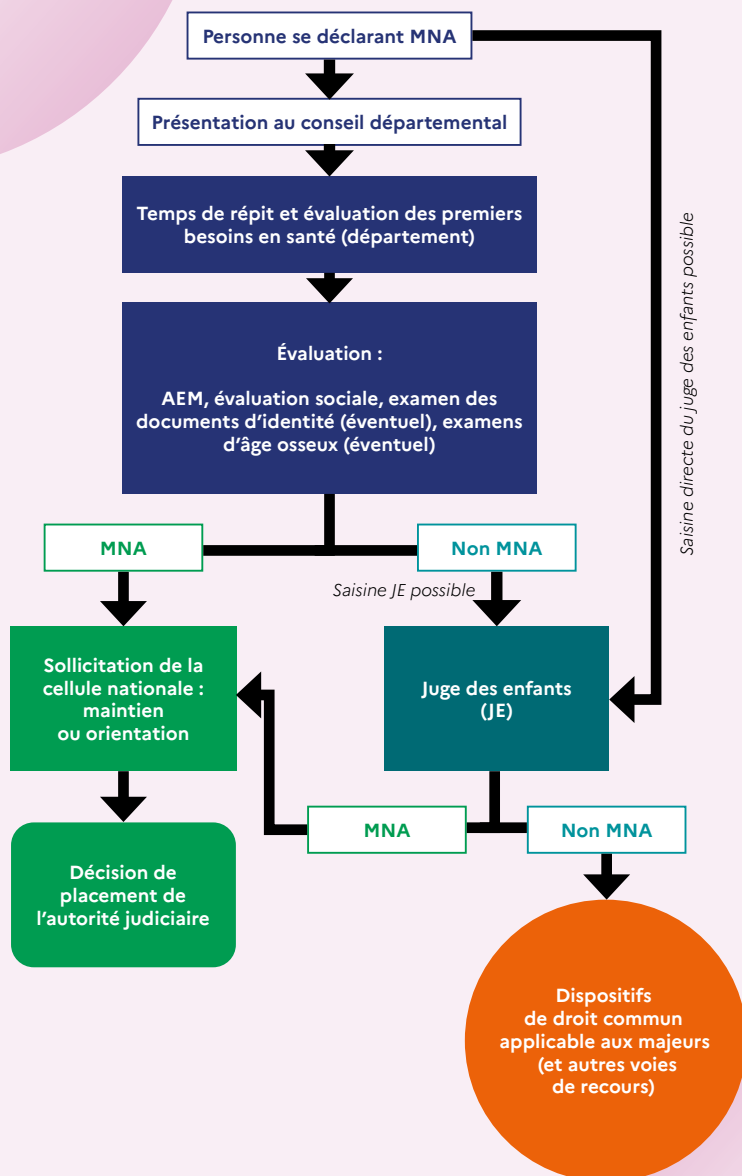 Personne se déclarant MNA
Présentation au conseil départemental
Temps de répit et évaluation des premiers
besoins en santé (département)
Évaluation :
AEM, évaluation sociale, examen des
documents d'identité (éventuel), examens
d'âge osseux (éventuel)
Saisine directe du juge des enfants possible
MNA
Non MNA
Saisine JE possible
Sollicitation de la
cellule nationale :
maintien
ou orientation
Juge des enfants
(JE)
MNA
Non MNA
Décision de
placement de
l'autorité judiciaire
Dispositifs
de droit commun
applicable aux majeurs
(et autres voies
de recours)